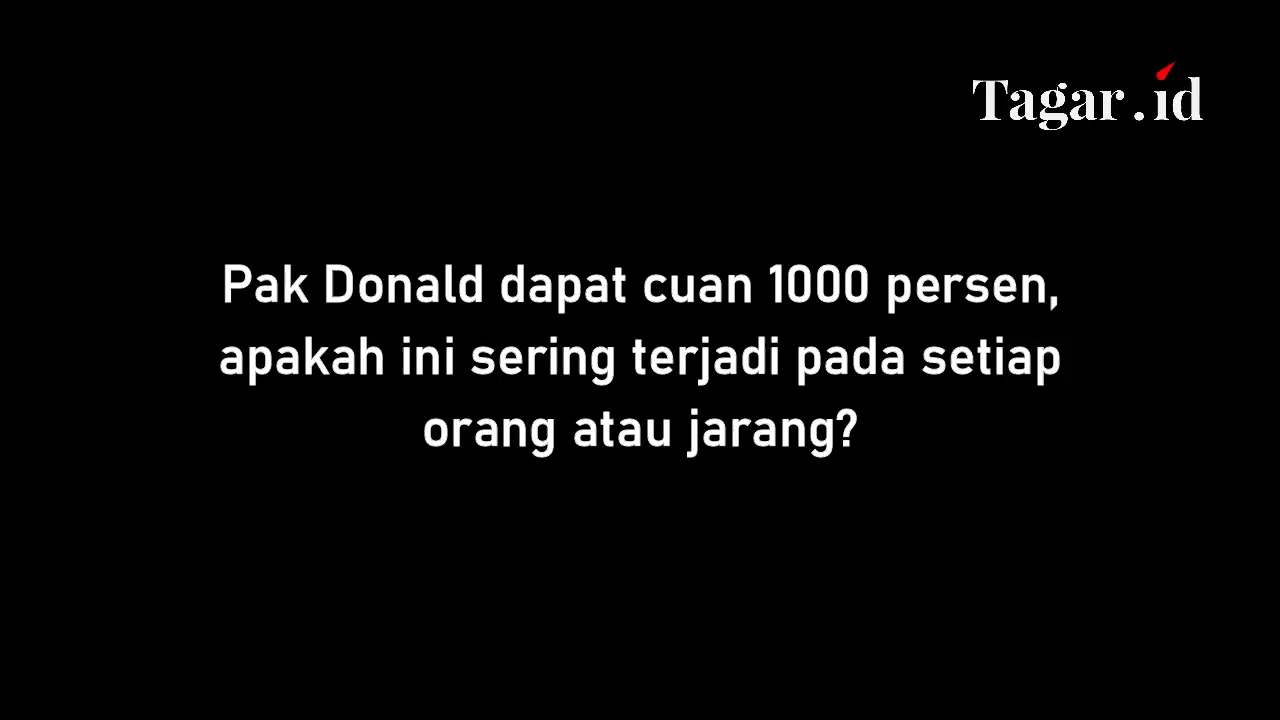 Tagar.id
Pak Donald dapat cuan 1000 persen,
apakah ini sering terjadi pada setiap
orang atau jarang?